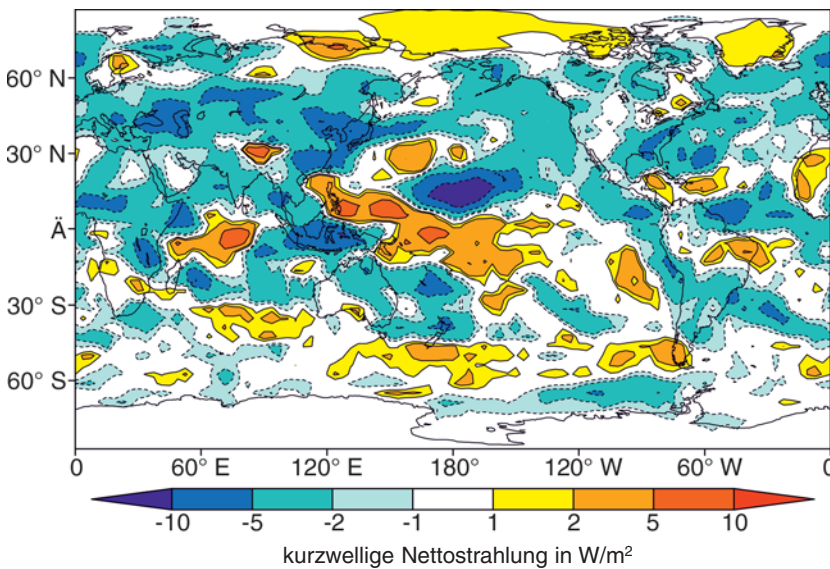 60° N
30° N
Ä
30° S
60° S
0 60° E 120° E 180° 120° W 60° W 0
-10 -5 -2 -1 1 2 5 10
kurzwellige Nettostrahlung in W/m²